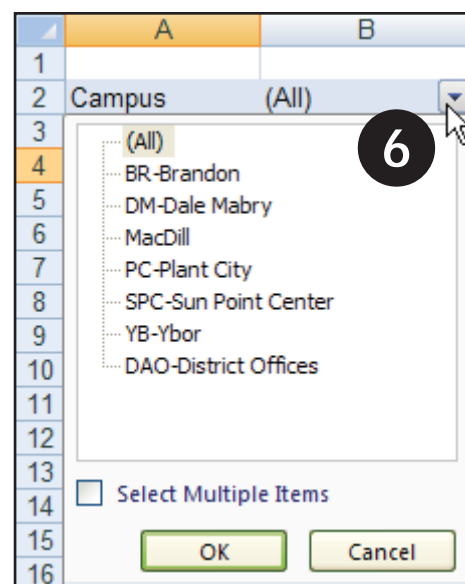 A B
1
2 Campus (All)
3 (All)
6
4 BR-Brandon
5 DM-Dale Mabry
6 MacDill
7 PC-Plant City
8 SPC-Sun Point Center
9 YB-Ybor
10 DAO-District Offices
11
12
13
14 Select Multiple Items
15 OK Cancel
16